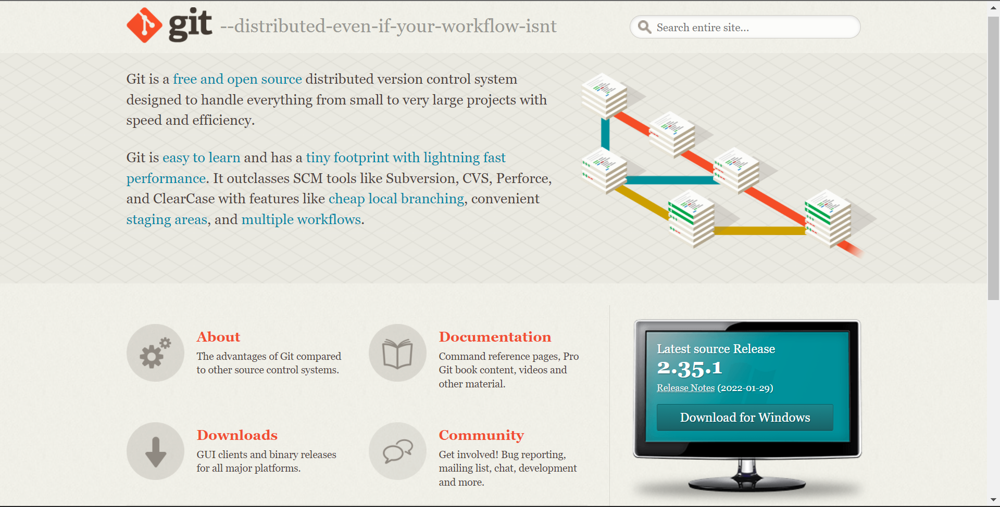 git --distributed-even-if-your-workflow-isnt
Search entire site...
Git is a free and open source distributed version control system
designed to handle everything from small to very large projects with
speed and efficiency.
Git is easy to learn and has a tiny footprint with lightning fast
performance. It outclasses SCM tools like Subversion, CVS, Perforce,
and ClearCase with features like cheap local branching, convenient
staging areas, and multiple workflows.
About
The advantages of Git compared
to other source control systems.
Documentation
Command reference pages, Pro
Git book content, videos and
other material.
Downloads
GUI clients and binary releases
for all major platforms.
Community
Get involved! Bug reporting,
mailing list, chat, development
and more.
Latest source Release
2.35.1
Release Notes (2022-01-29)
Download for Windows